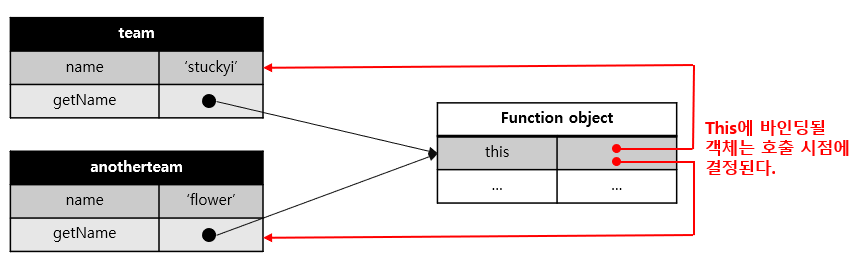 team
name 'stuckyi'
getName
anotherteam
name 'flower'
getName
Function object
this
... ...
This에 바인딩될
객체는 호출 시점에
결정된다.